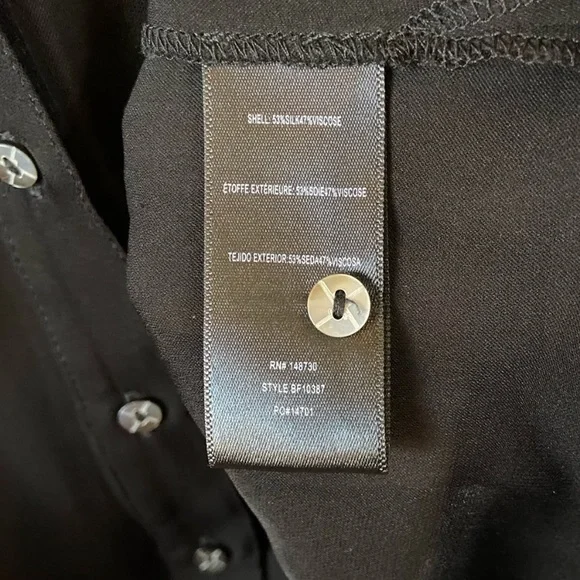 SHELL: 53%SILK47%VISCOSE
ÉTOFFE EXTÉRIEURE: 53%SOIE47%VISCOSE
TEJIDO EXTERIOR:53%SEDA47%VISCOSA
RN# 148730
STYLE BF10387
PO#14701